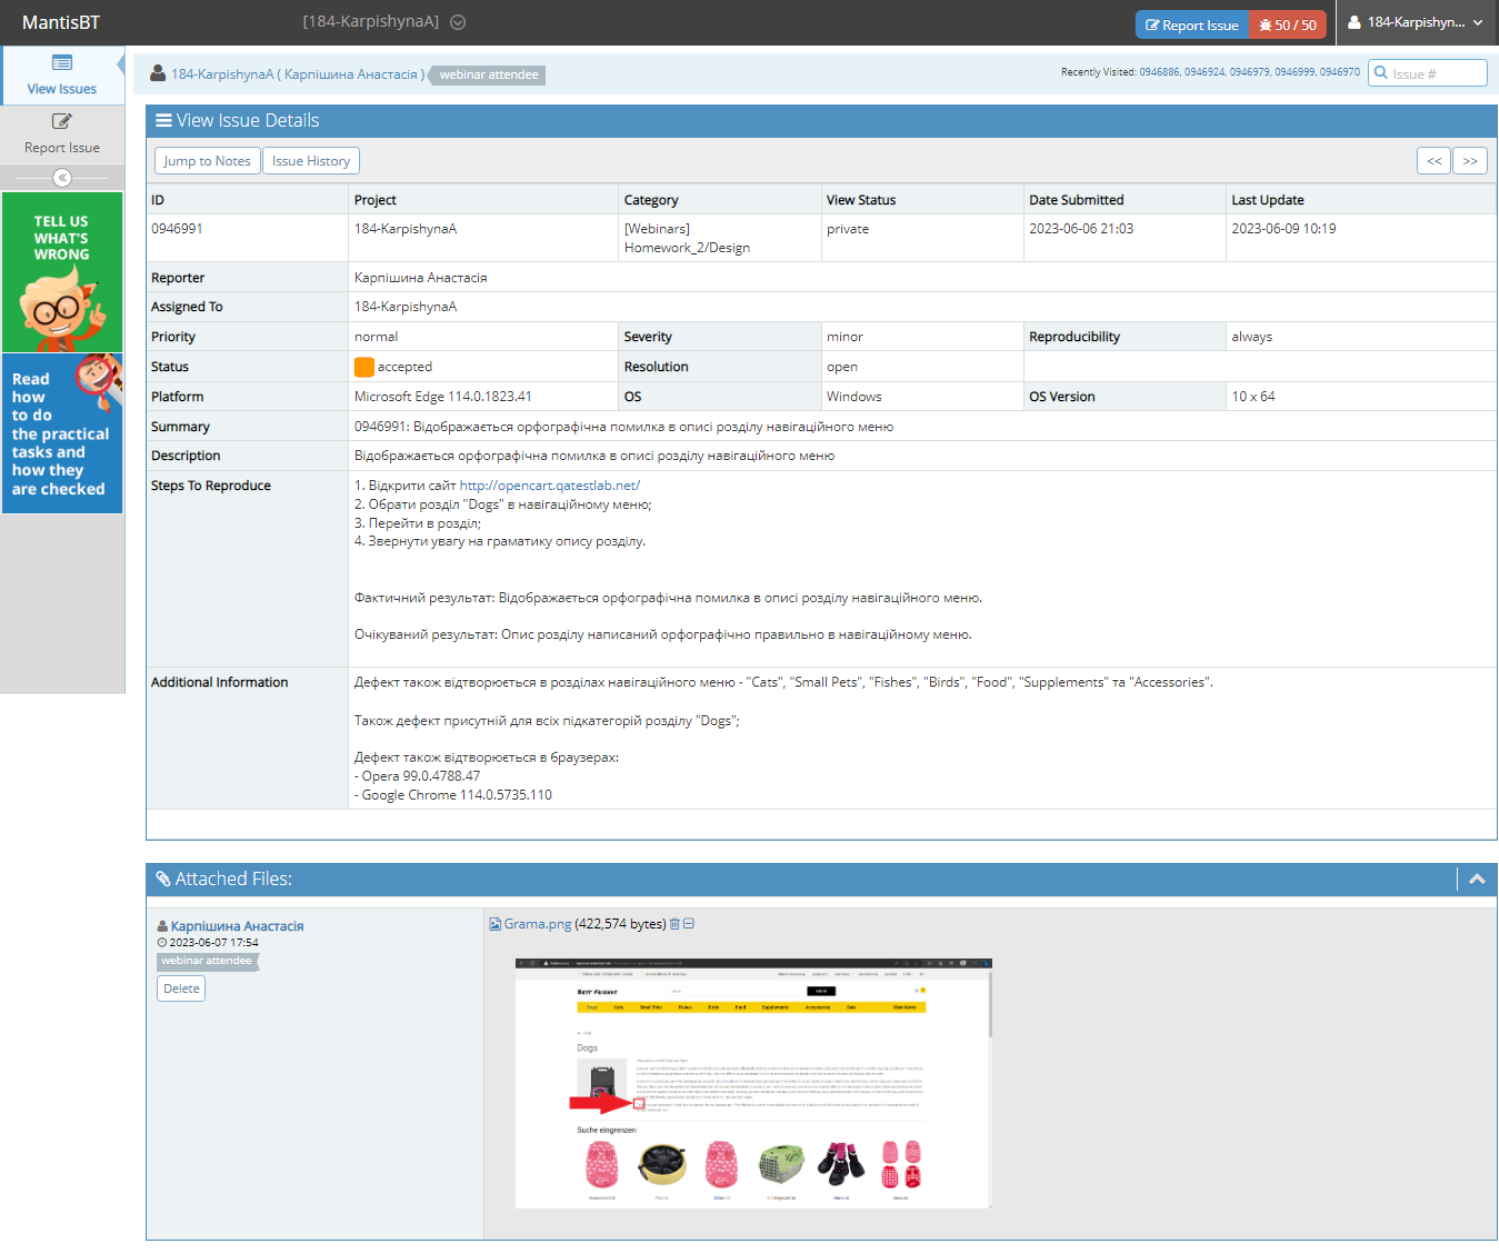 MantisBT
[184-KarpishynaA]
Report Issue
50 / 50
184-Karpishyn...
View Issues
Report Issue
TELL US
WHAT'S
WRONG
Read
how
to do
the practical
tasks and
how they
are checked
184-KarpishynaA ( Карпішина Анастасія ) webinar attendee
Recently Visited: 0946886, 0946924, 0946979, 0946999, 0946970
Issue #
View Issue Details
Jump to Notes Issue History << >>
ID Project Category View Status Date Submitted Last Update
0946991 184-KarpishynaA [Webinars] private 2023-06-06 21:03 2023-06-09 10:19
Homework_2/Design
Reporter Карпішина Анастасія
Assigned To 184-KarpishynaA
Priority normal Severity minor Reproducibility always
Status accepted Resolution open
Platform Microsoft Edge 114.0.1823.41 OS Windows OS Version 10 x 64
Summary 0946991: Відображається орфографічна помилка в описі розділу навігаційного меню
Description Відображається орфографічна помилка в описі розділу навігаційного меню
Steps To Reproduce 1. Відкрити сайт http://opencart.qatestlab.net/
2. Обрати розділ "Dogs" в навігаційному меню;
3. Перейти в розділ;
4. Звернути увагу на граматику опису розділу.
Фактичний результат: Відображається орфографічна помилка в описі розділу навігаційного меню.
Очікуваний результат: Опис розділу написаний орфографічно правильно в навігаційному меню.
Additional Information Дефект також відтворюється в розділах навігаційного меню - "Cats", "Small Pets", "Fishes", "Birds", "Food", "Supplements" та "Accessories".
Також дефект присутній для всіх підкатегорій розділу "Dogs";
Дефект також відтворюється в браузерах:
- Opera 99.0.4788.47
- Google Chrome 114.0.5735.110
Attached Files:
Карпішина Анастасія
2023-06-07 17:54
webinar attendee
Delete
Grama.png (422,574 bytes)
BEST FRIEND
Dogs Cats Small Pets Fishes Birds Food Supplements Accessories Sale
Dogs
Suche eingrenzen